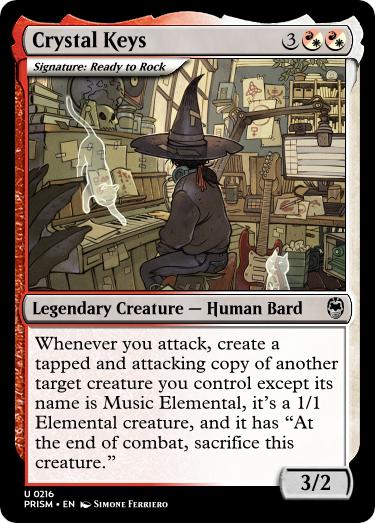 Crystal Keys 3
Signature: Ready to Rock
Legendary Creature — Human Bard
Whenever you attack, create a
tapped and attacking copy of another
target creature you control except its
name is Music Elemental, it's a 1/1
Elemental creature, and it has “At
the end of combat, sacrifice this
creature.”
3/2
U 0216
PRISM • EN Simone Ferriero